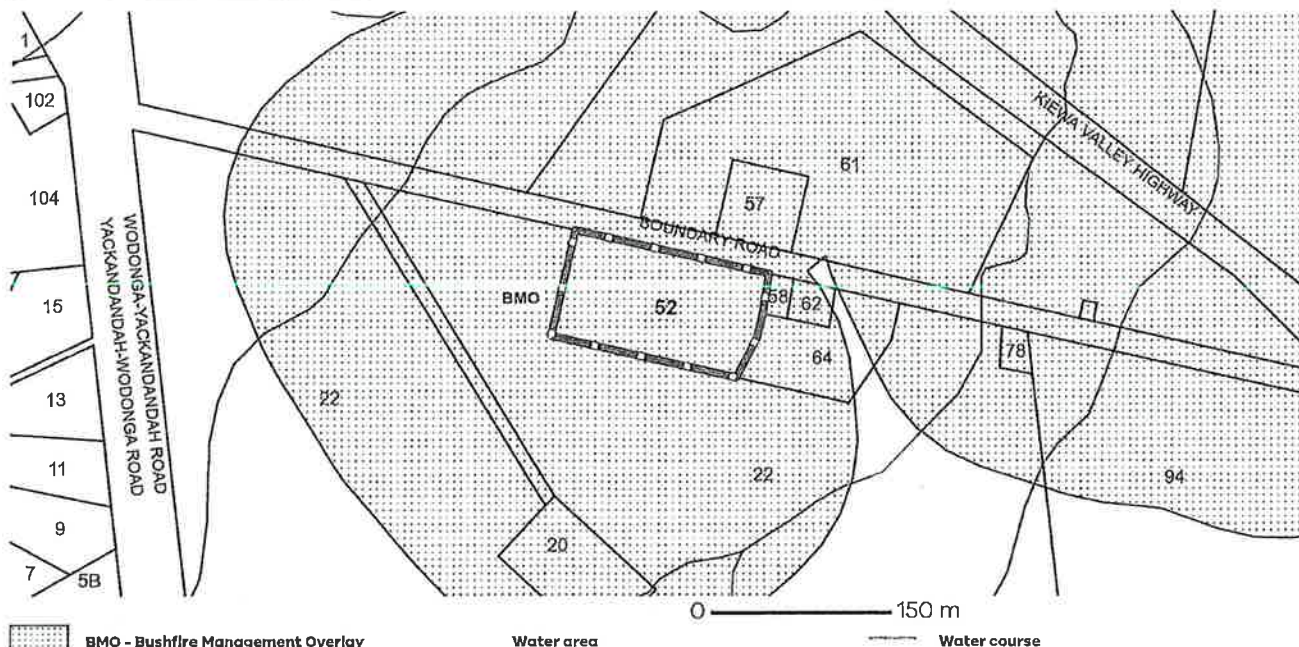 1
102
104
15
13
11
9
7
5B
WODONGA-YACKANDANDAH ROAD
YACKANDANDAH-WODONGA ROAD
KIEWA VALLEY HIGHWAY
61
57
BOUNDARY ROAD
BMO
52
58
62
64
78
22
22
94
20
0 150 m
BMO - Bushfire Management Overlay
Water area
Water course